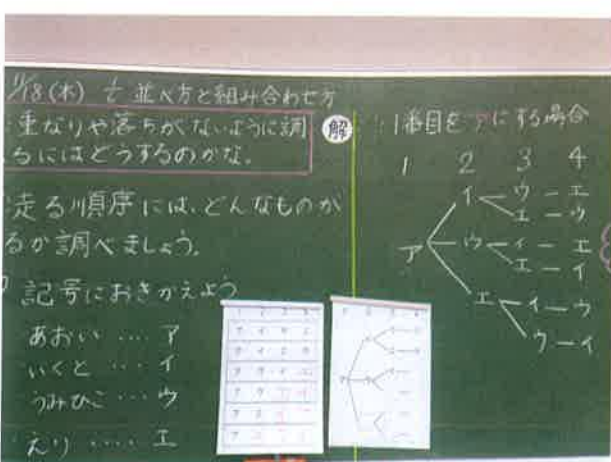 11/18(木) 並べ方と組み合わせ方
重なりや落ちがないように調
るにはどうするのかな。
走る順序には、どんなものか
るか調べましょう。
記号におきかえよう
あおい ‥‥ ア
いくと ‥‥ イ
うみひこ ‥‥ ウ
えり ‥‥ エ
解
1番目をアにする場合
1 2 3 4
ア イ ウ エ
エ ウ
ウ イ エ
エ イ
エ イ ウ
ウ イ